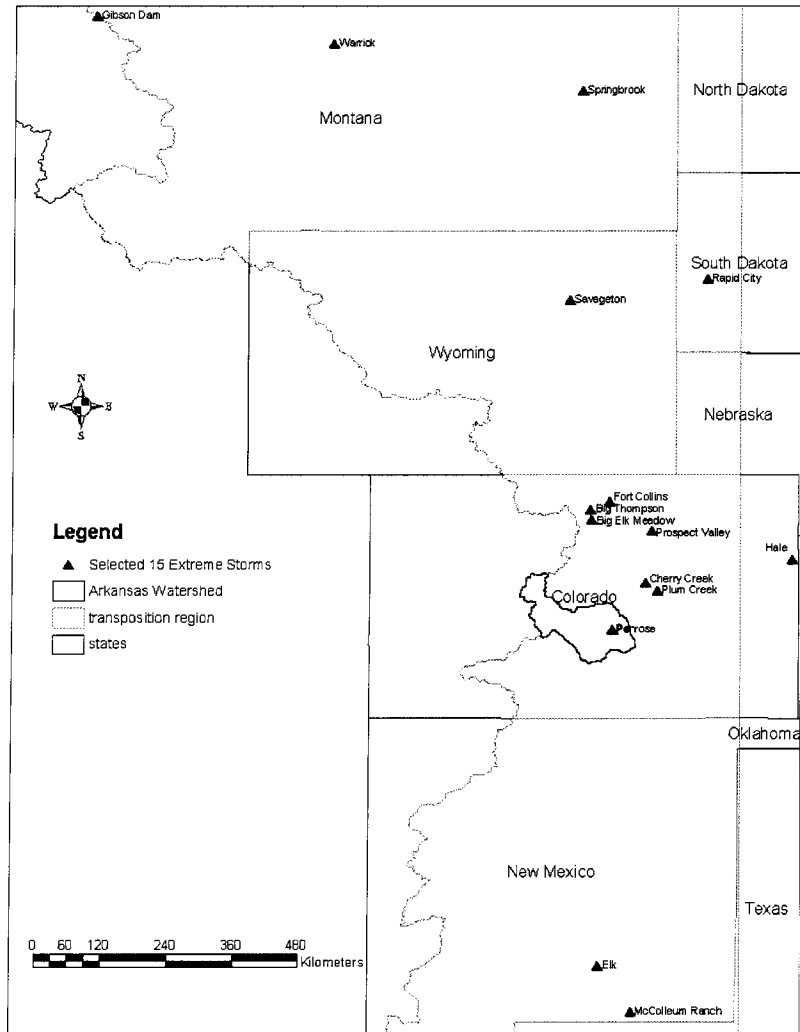 Gibson Dam
Warrick
Springbrook
North Dakota
Montana
South Dakota
Rapid City
Savageton
Wyoming
N
W E
S
Nebraska
Fort Collins
Big Thompson
Big Elk Meadow
Prospect Valley
Hale
Cherry Creek
Plum Creek
Colorado
Penrose
Legend
Selected 15 Extreme Storms
Arkansas Watershed
transposition region
states
Oklahoma
New Mexico
Texas
0 60 120 240 360 480
Kilometers
Elk
McColleum Ranch